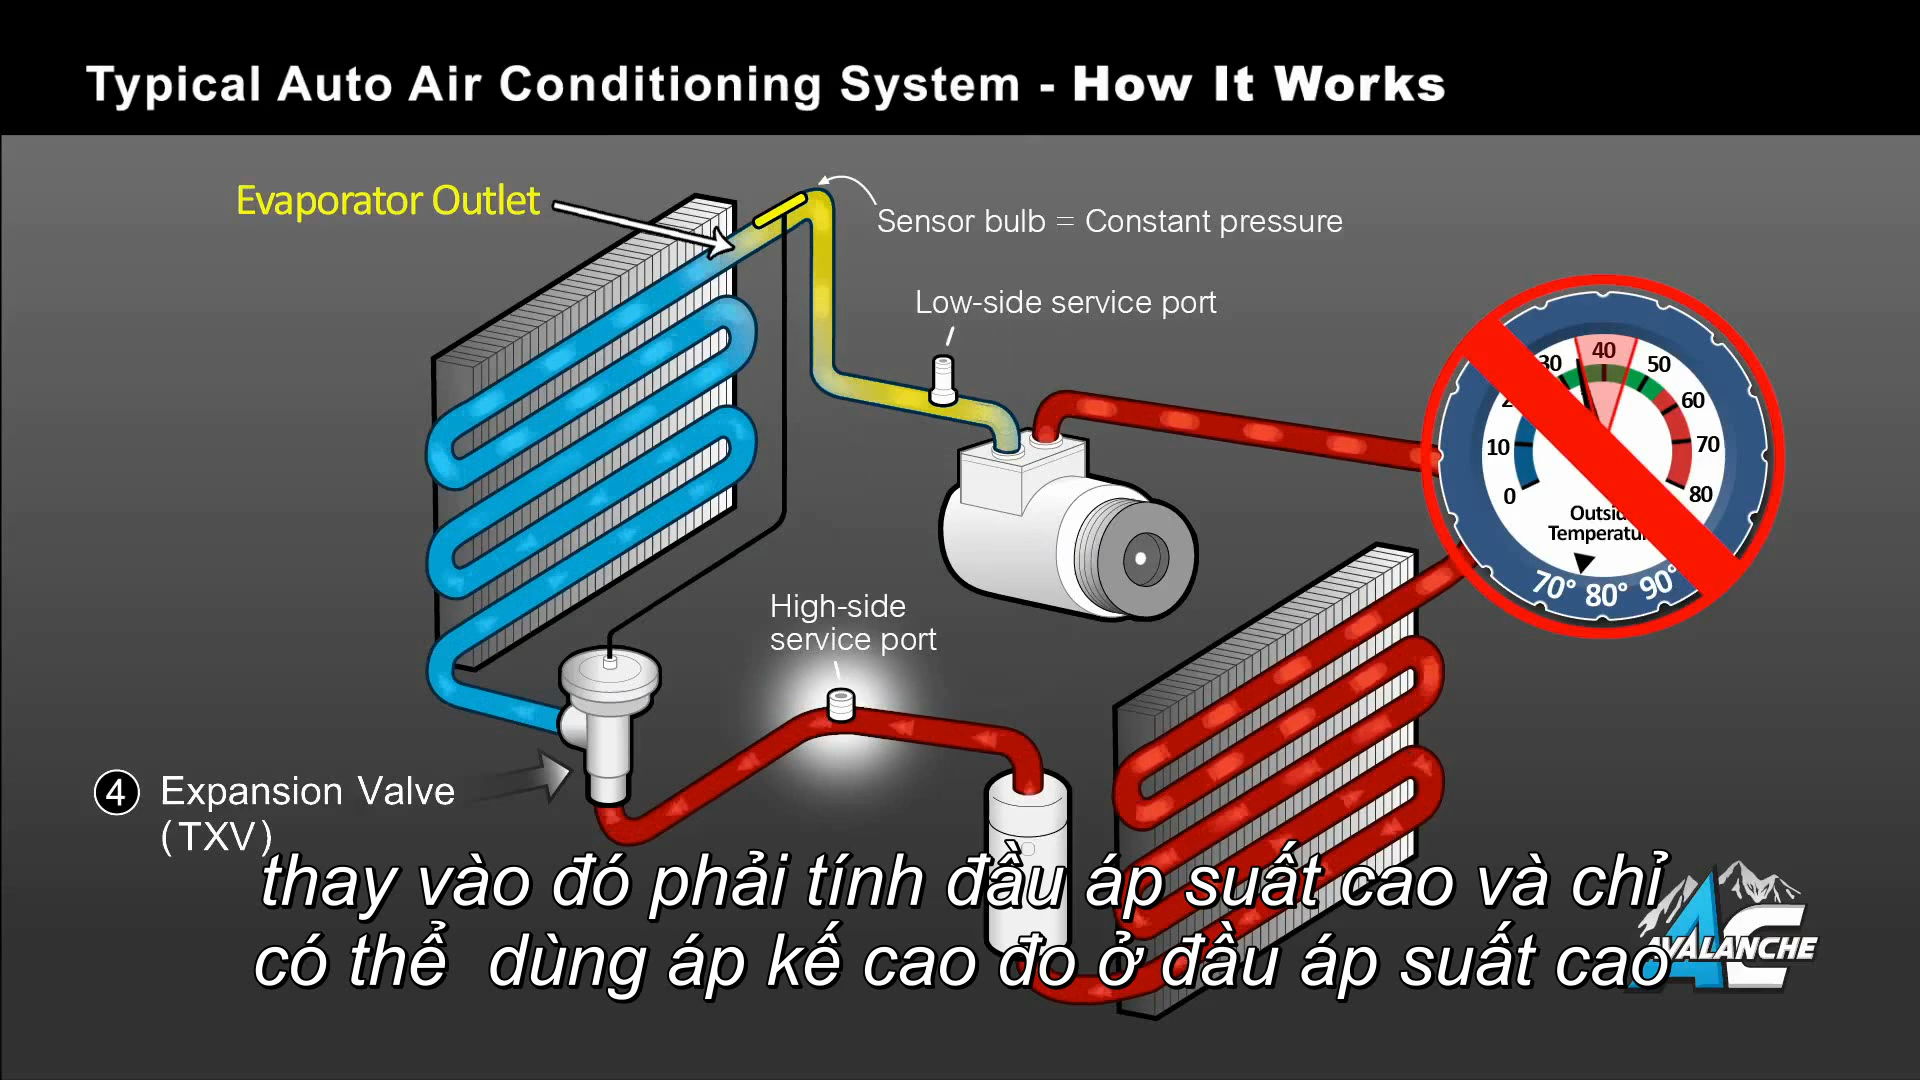 Typical Auto Air Conditioning System - How It Works
Evaporator Outlet
Sensor bulb = Constant pressure
Low-side service port
30 40 50
60
10 70
0 80
Outsi
Temperatu
70° 80° 90°
High-side
service port
4 Expansion Valve
(TXV)
thay vào đó phải tính đầu áp suất cao và chỉ
có thể dùng áp kế cao đo ở đầu áp suất cao
AC
AVALANCHE